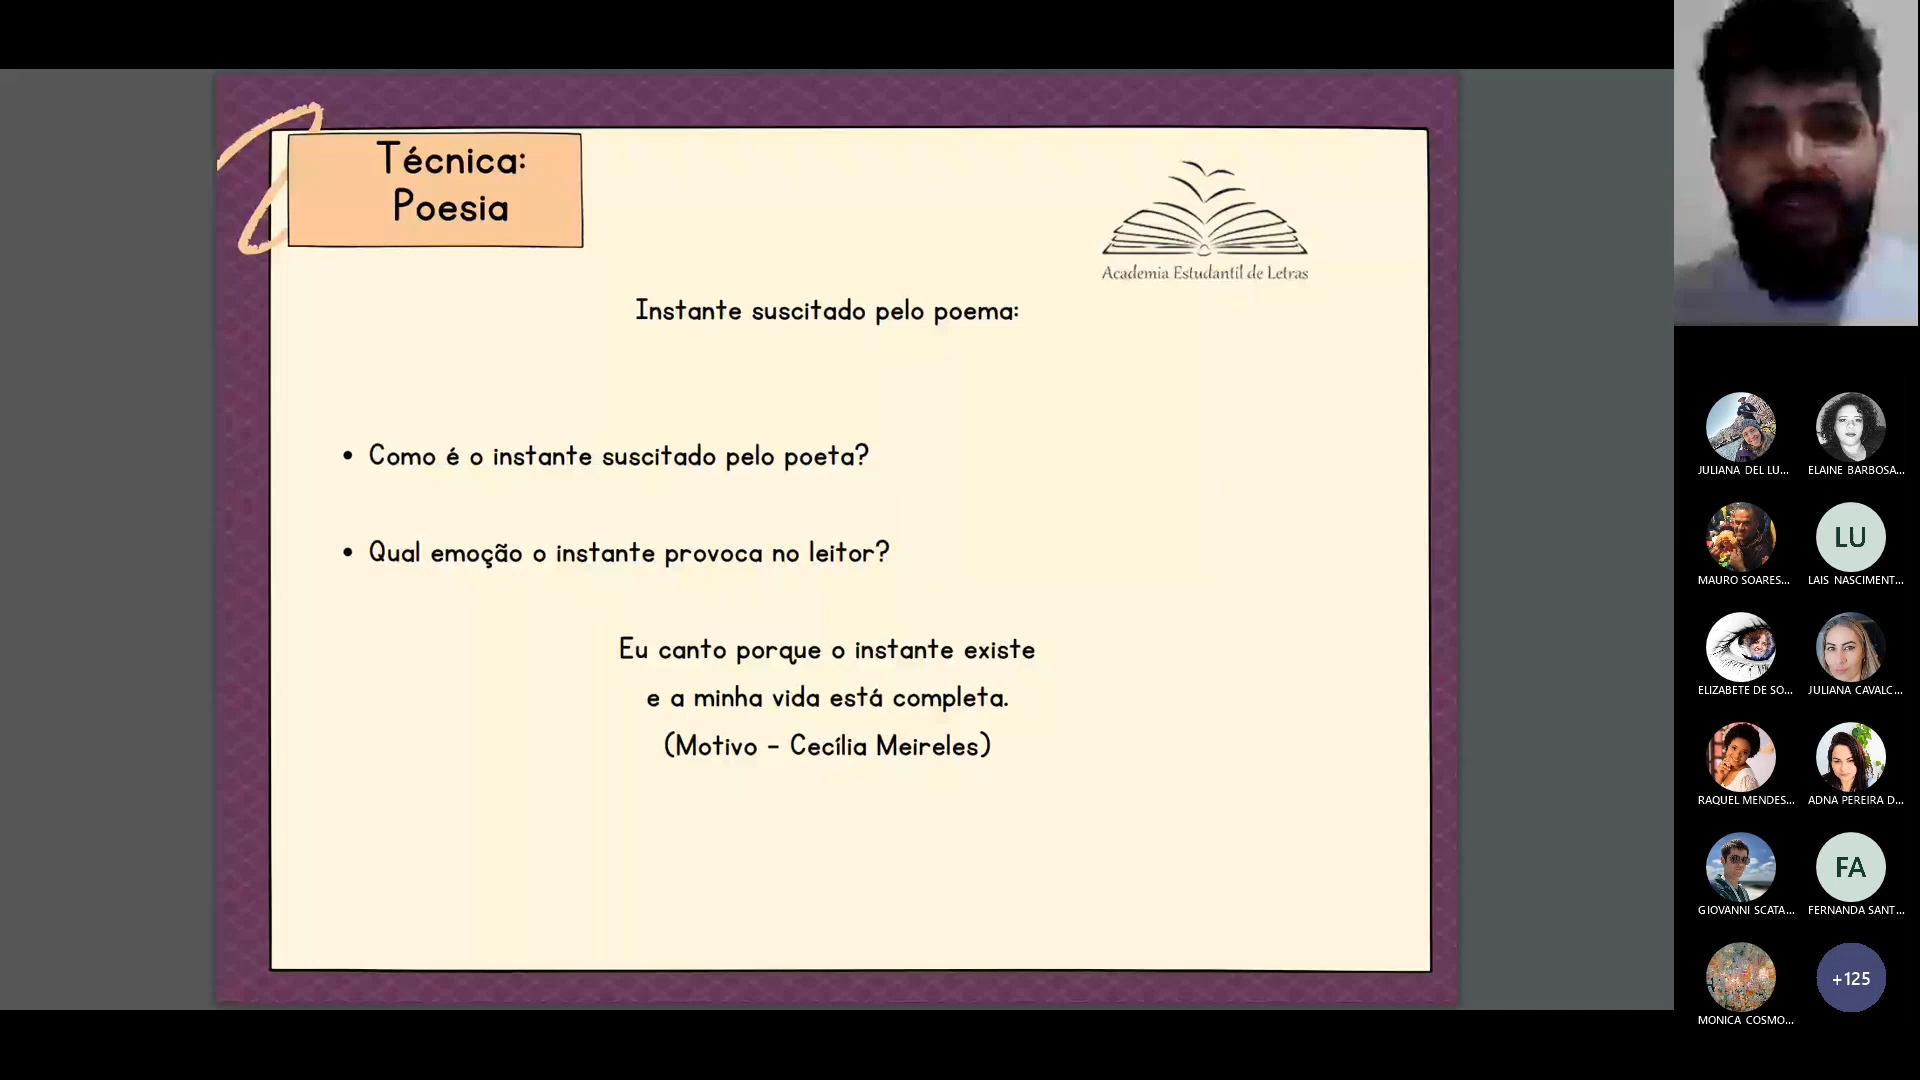 Técnica:
Poesia
Academia Estudantil de Letras
Instante suscitado pelo poema:
• Como é o instante suscitado pelo poeta?
• Qual emoção o instante provoca no leitor?
Eu canto porque o instante existe
e a minha vida está completa.
(Motivo - Cecília Meireles)
JULIANA DEL LU...
ELAINE BARBOSA...
MAURO SOARES...
LU
LAIS NASCIMENT...
ELIZABETE DE SO...
JULIANA CAVALC...
RAQUEL MENDES...
ADNA PEREIRA D...
GIOVANNI SCATA...
FA
FERNANDA SANT...
MONICA COSMO...
+125